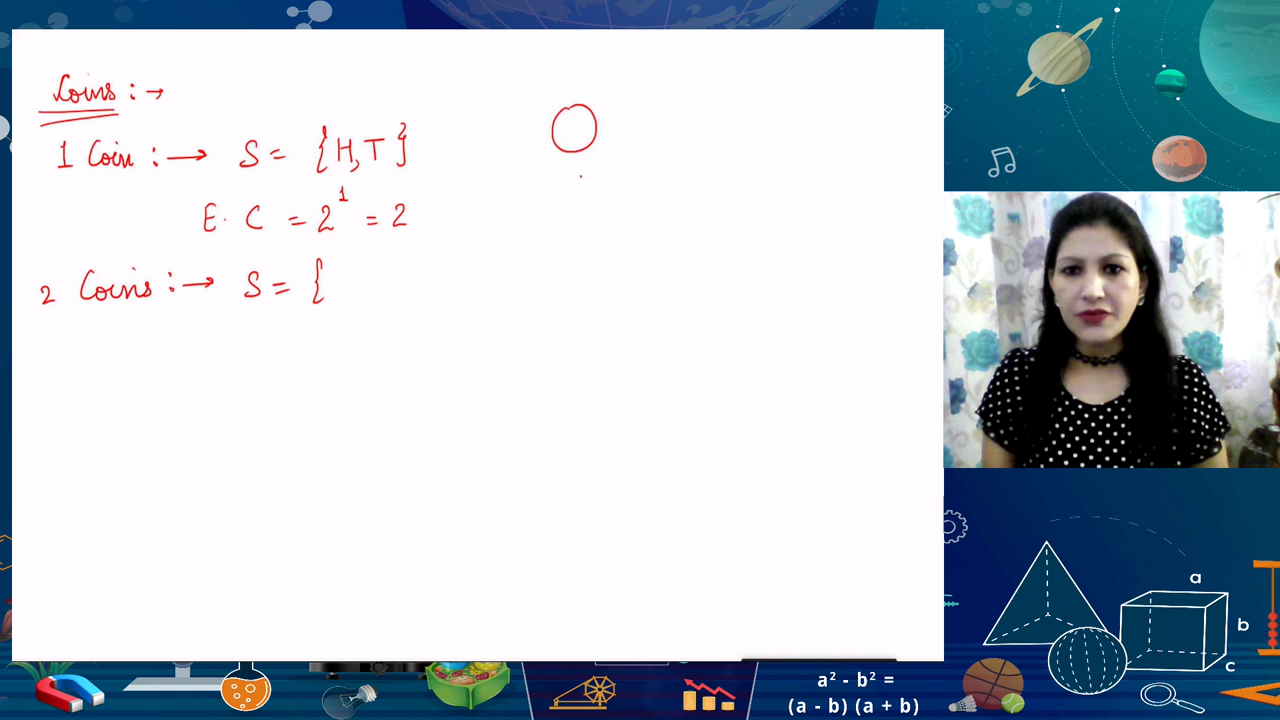 Coins : →
1 Coin : → S = {H,T}
E. C = 2¹ = 2
2 Coins : → S = {
a
b
c
a² - b² =
(a - b) (a + b)